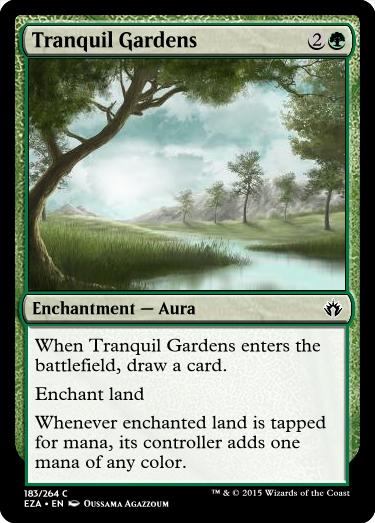 Tranquil Gardens 2
Enchantment — Aura
When Tranquil Gardens enters the
battlefield, draw a card.
Enchant land
Whenever enchanted land is tapped
for mana, its controller adds one
mana of any color.
183/264 C
EZA • EN Oussama Agazzoum
™ & © 2015 Wizards of the Coast